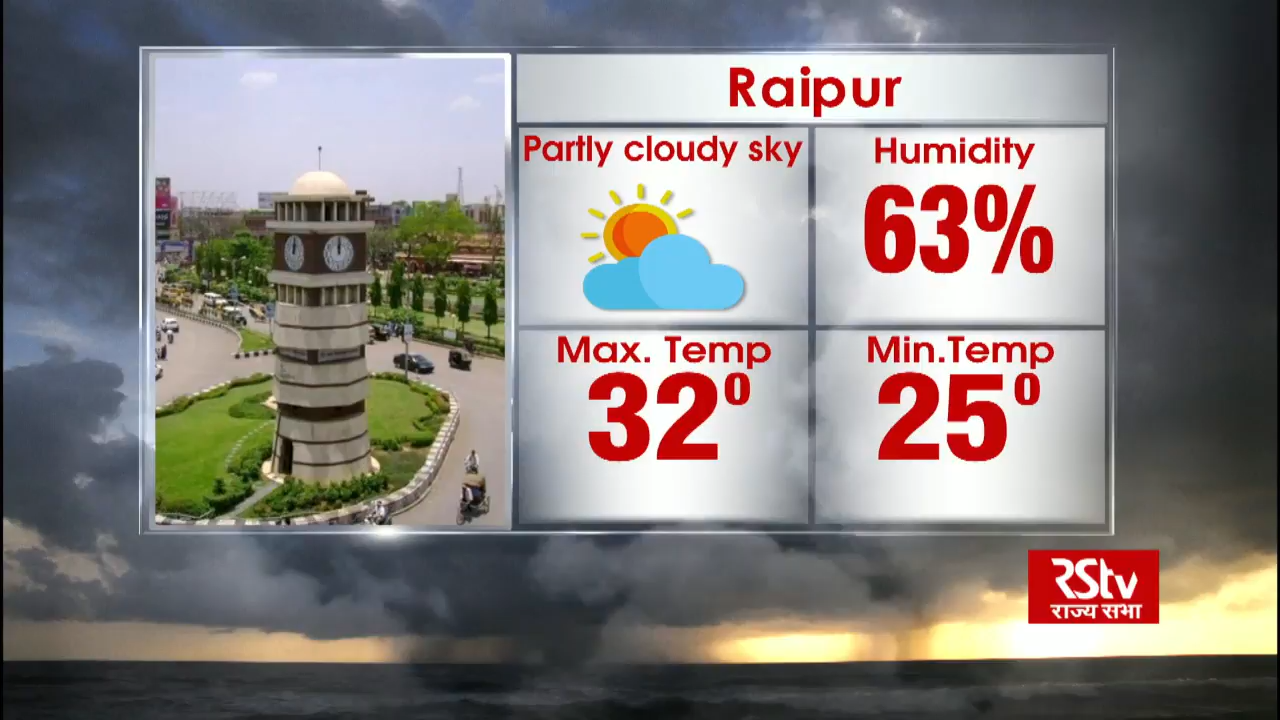 Raipur
Partly cloudy sky
Humidity
63%
Max. Temp
32⁰
Min.Temp
25⁰
RStv
राज्य सभा